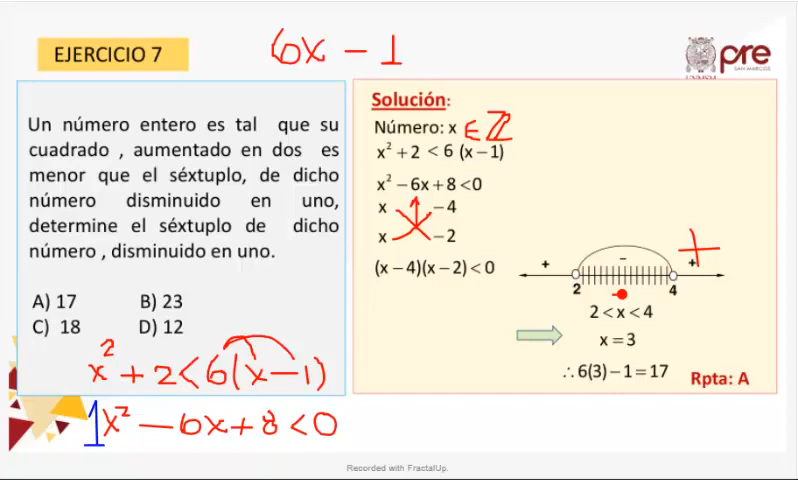 EJERCICIO 7
6x - 1
pre
SAN MARCOS
UNMSM
Un número entero es tal que su
cuadrado , aumentado en dos es
menor que el séxtuplo, de dicho
número disminuido en uno,
determine el séxtuplo de dicho
número , disminuido en uno.
A) 17 B) 23
C) 18 D) 12
x² + 2 < 6(x - 1)
1x² - 6x + 8 < 0
Solución:
Número: x ∈ ℤ
x² + 2 < 6 (x − 1)
x² − 6x + 8 < 0
x − 4
x − 2
(x − 4)(x − 2) < 0
+ − + +
2 − 4
2 < x < 4
x = 3
∴ 6(3) − 1 = 17
Rpta: A
Recorded with FractalUp.